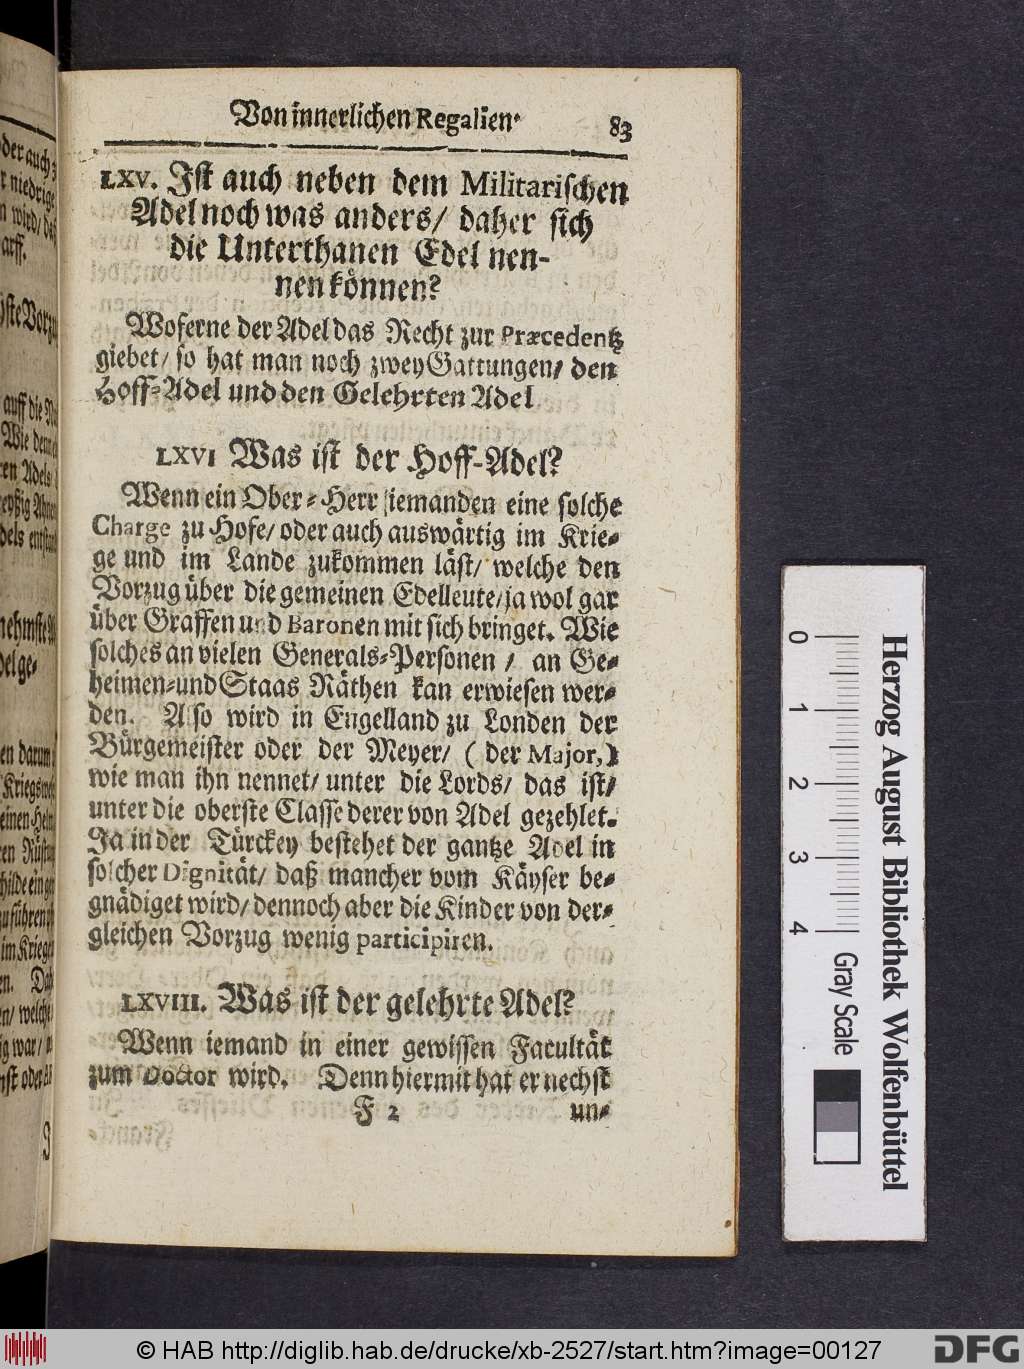 Von innerlichen Regalien.
83
LXV. Ist auch neben dem Militarischen
Adel noch was anders/ daher sich
die Unterthanen Edel nen-
nen können?
Woferne der Adel das Recht zur Præcedentz
giebet/ so hat man noch zwey Gattungen/ den
Hoff-Adel und den Gelehrten Adel
LXVI Was ist der Hoff-Adel?
Wenn ein Ober-Herr jemanden eine solche
Charge zu Hofe/ oder auch auswärtig im Krie-
ge und im Lande zukommen läst/ welche den
Vorzug über die gemeinen Edelleute/ ja wol gar
über Graffen und Baronen mit sich bringet. Wie
solches an vielen Generals-Personen / an Ge-
heimen-und Staas Räthen kan erwiesen wer-
den. Also wird in Engelland zu Londen der
Bürgemeister oder der Meyer/ ( der Major,)
wie man ihn nennet/ unter die Lords/ das ist/
unter die oberste Classe derer von Adel gezehlet.
Ja in der Türckey bestehet der gantze Adel in
solcher Dignität/ daß mancher vom Käyser be-
gnädiget wird/ dennoch aber die Kinder von der-
gleichen Vorzug wenig participiren.
LXVIII. Was ist der gelehrte Adel?
Wenn iemand in einer gewissen Facultät
zum Doctor wird. Denn hiermit hat er nechst
F 2
un-
oder auch
niedrige
wird/
arff.
auff die
Wie
Adels
0 1 2 3 4
Gray Scale
Herzog August Bibliothek Wolfenbüttel
© HAB http://diglib.hab.de/drucke/xb-2527/start.htm?image=00127
DFG